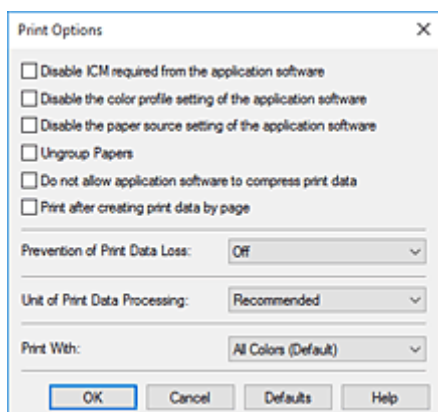 Print Options
Disable ICM required from the application software
Disable the color profile setting of the application software
Disable the paper source setting of the application software
Ungroup Papers
Do not allow application software to compress print data
Print after creating print data by page
Prevention of Print Data Loss: Off
Unit of Print Data Processing: Recommended
Print With: All Colors (Default)
OK Cancel Defaults Help